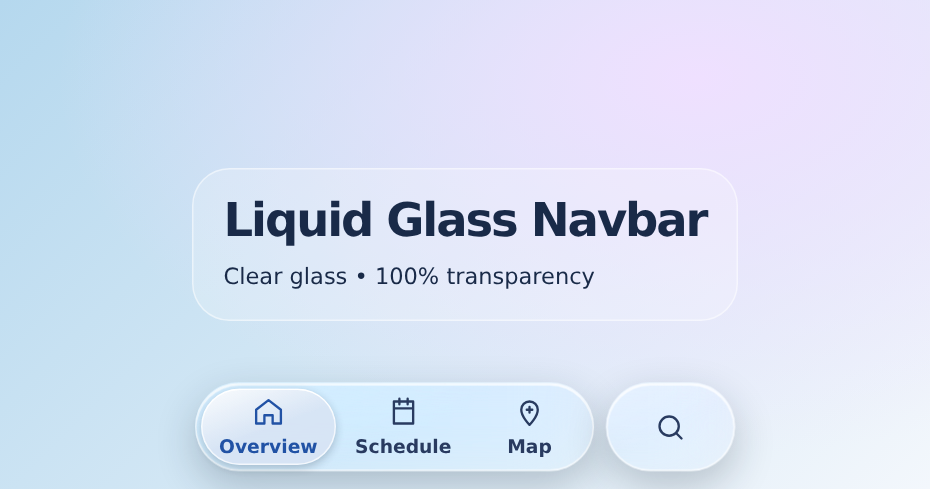 Liquid Glass Navbar
Clear glass • 100% transparency
Overview Schedule Map